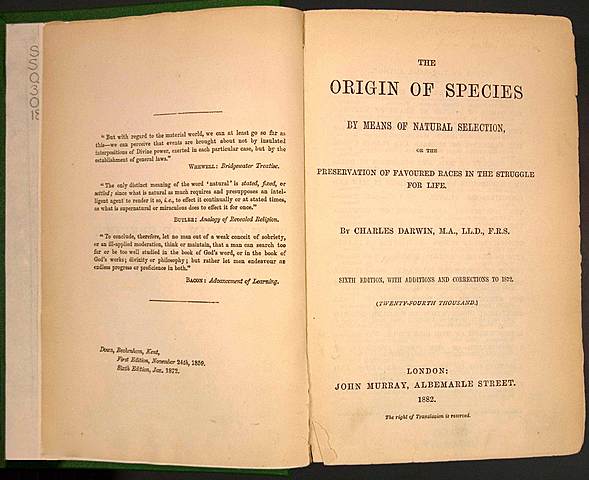 S
S
Q
3
0
18
"But with regard to the material world, we can at least go so far as
this—we can perceive that events are brought about not by insulated
interpositions of Divine power, exerted in each particular case, but by the
establishment of general laws."
WHEWELL: Bridgewater Treatise.
"The only distinct meaning of the word 'natural' is stated, fixed, or
settled; since what is natural as much requires and presupposes an intel-
ligent agent to render it so, i.e., to effect it continually or at stated times,
as what is supernatural or miraculous does to effect it for once."
BUTLER: Analogy of Revealed Religion.
"To conclude, therefore, let no man out of a weak conceit of sobriety,
or an ill-applied moderation, think or maintain, that a man can search too
far or be too well studied in the book of God's word, or in the book of
God's works; divinity or philosophy; but rather let men endeavour an
endless progress or proficience in both."
BACON: Advancement of Learning.
Down, Beckenham, Kent,
First Edition, November 24th, 1859.
Sixth Edition, Jan. 1872.
THE
ORIGIN OF SPECIES
BY MEANS OF NATURAL SELECTION,
OR THE
PRESERVATION OF FAVOURED RACES IN THE STRUGGLE
FOR LIFE.
BY CHARLES DARWIN, M.A., LL.D., F.R.S.
SIXTH EDITION, WITH ADDITIONS AND CORRECTIONS TO 1872.
(TWENTY-FOURTH THOUSAND.)
LONDON:
JOHN MURRAY, ALBEMARLE STREET.
1882.
The right of Translation is reserved.